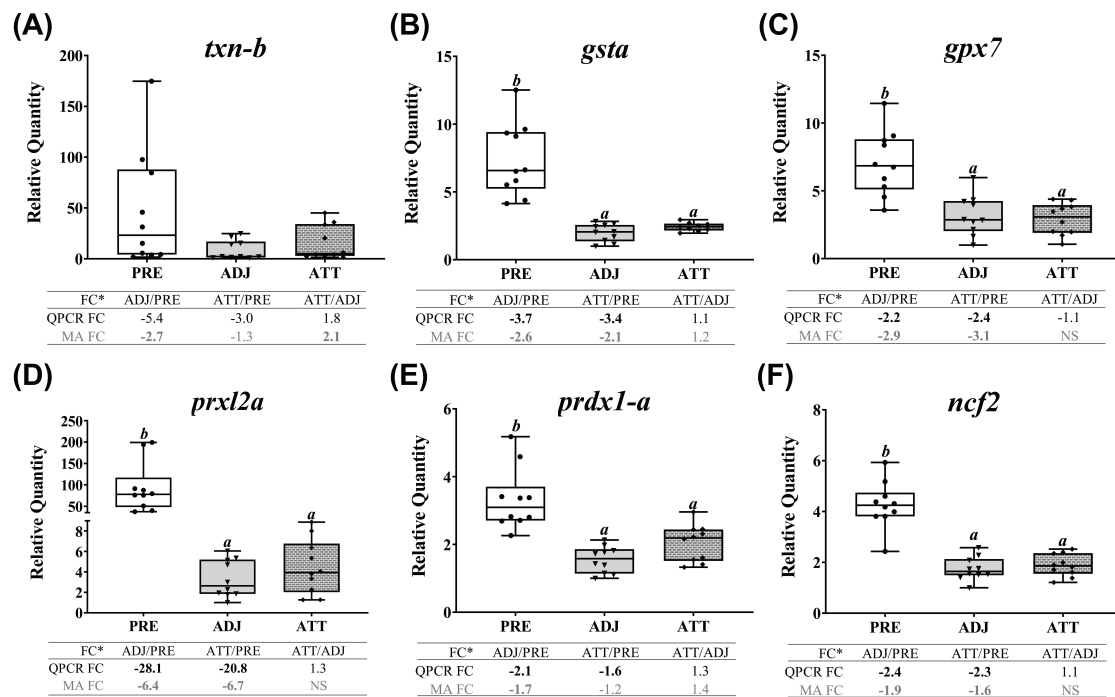 (A)
txn-b
Relative Quantity
200
150
100
50
0
PRE ADJ ATT
FC* ADJ/PRE ATT/PRE ATT/ADJ
QPCR FC -5.4 -3.0 1.8
MA FC -2.7 -1.3 2.1
(B)
gsta
Relative Quantity
15
10
5
0
b a a
PRE ADJ ATT
FC* ADJ/PRE ATT/PRE ATT/ADJ
QPCR FC -3.7 -3.4 1.1
MA FC -2.6 -2.1 1.2
(C)
gpx7
Relative Quantity
15
10
5
0
b a a
PRE ADJ ATT
FC* ADJ/PRE ATT/PRE ATT/ADJ
QPCR FC -2.2 -2.4 -1.1
MA FC -2.9 -3.1 NS
(D)
prxl2a
Relative Quantity
250
200
150
100
50
8
6
4
2
0
b a a
PRE ADJ ATT
FC* ADJ/PRE ATT/PRE ATT/ADJ
QPCR FC -28.1 -20.8 1.3
MA FC -6.4 -6.7 NS
(E)
prdx1-a
Relative Quantity
6
4
2
0
b a a
PRE ADJ ATT
FC* ADJ/PRE ATT/PRE ATT/ADJ
QPCR FC -2.1 -1.6 1.3
MA FC -1.7 -1.2 1.4
(F)
ncf2
Relative Quantity
8
6
4
2
0
b a a
PRE ADJ ATT
FC* ADJ/PRE ATT/PRE ATT/ADJ
QPCR FC -2.4 -2.3 1.1
MA FC -1.9 -1.6 NS